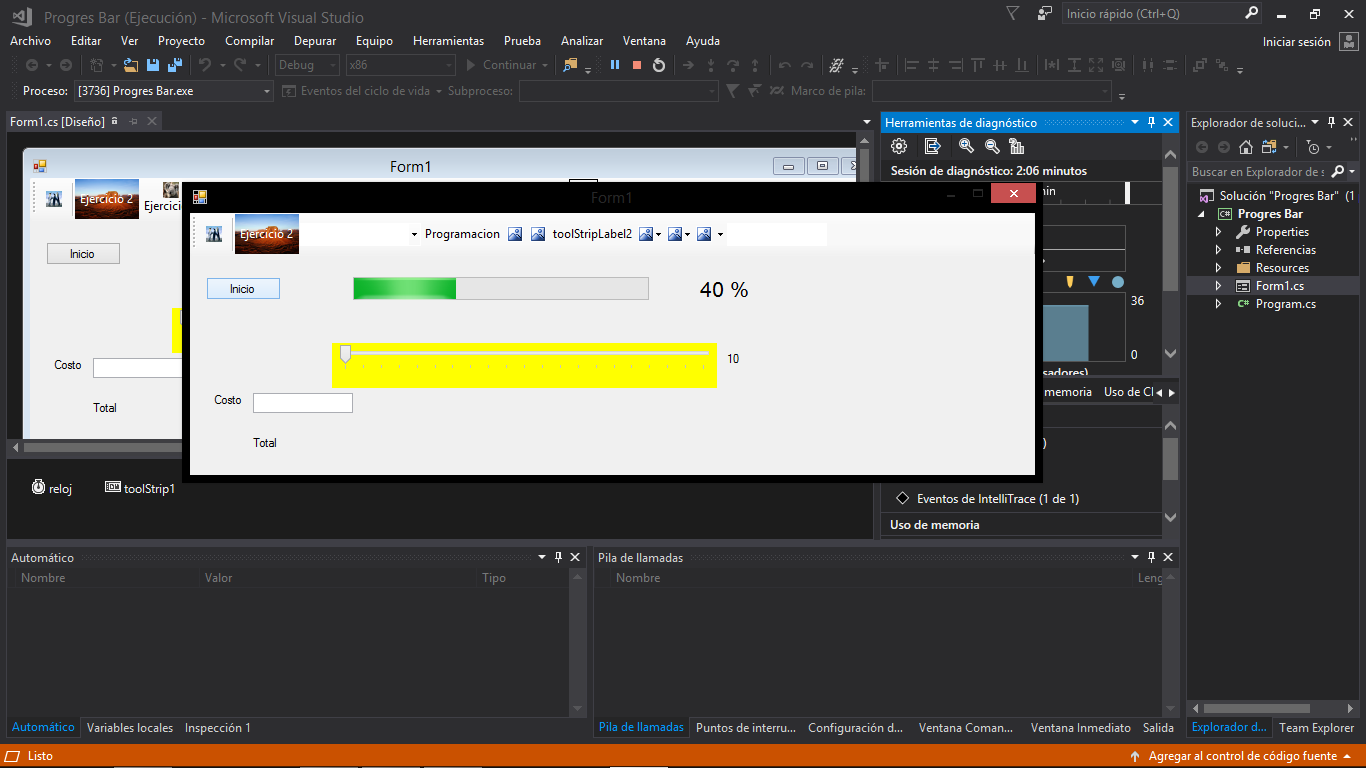 Progres Bar (Ejecución) - Microsoft Visual Studio
Inicio rápido (Ctrl+Q)
Archivo Editar Ver Proyecto Compilar Depurar Equipo Herramientas Prueba Analizar Ventana Ayuda
Iniciar sesión
Debug x86 Continuar
Proceso: [3736] Progres Bar.exe Eventos del ciclo de vida Subproceso: Marco de pila:
Form1.cs [Diseño]
Form1
Ejercicio 2
Ejercici
Inicio
Costo
Total
reloj toolStrip1
Form1
Ejercicio 2 Programacion toolStripLabel2
Inicio 40 %
10
Costo
Total
Herramientas de diagnóstico
Sesión de diagnóstico: 2:06 minutos
min
36
0
sadores)
memoria Uso de
)
Eventos de IntelliTrace (1 de 1)
Uso de memoria
Explorador de soluci...
Buscar en Explorador de s
Solución "Progres Bar" (1
Progres Bar
Properties
Referencias
Resources
Form1.cs
C# Program.cs
Automático
Nombre Valor Tipo
Pila de llamadas
Nombre Leng
Automático Variables locales Inspección 1
Pila de llamadas Puntos de interru... Configuración d... Ventana Coman... Ventana Inmediato Salida
Explorador d... Team Explorer
Listo
Agregar al control de código fuente